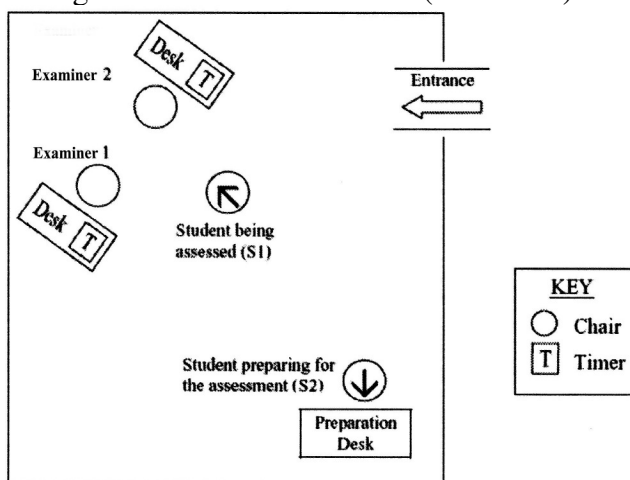 Examiner 2
Desk T
Entrance
Examiner 1
Desk T
Student being
assessed (S1)
Student preparing for
the assessment (S2)
Preparation
Desk
KEY
Chair
T Timer